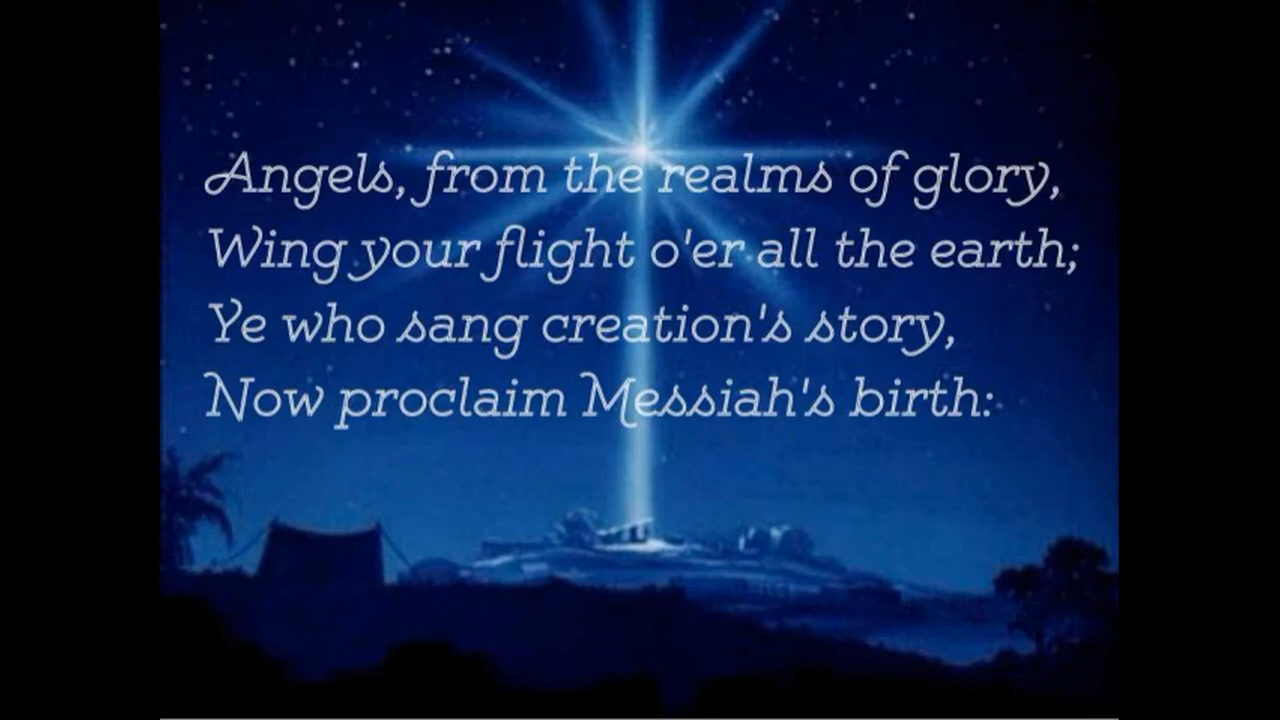 Angels, from the realms of glory,
Wing your flight o'er all the earth;
Ye who sang creation's story,
Now proclaim Messiah's birth: